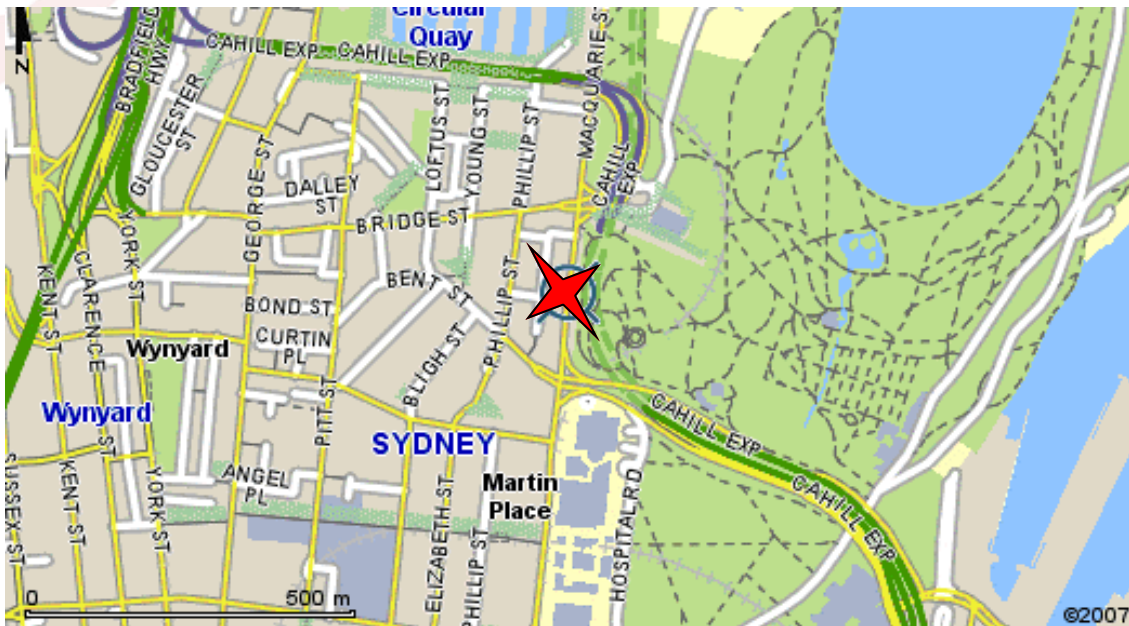 Circular
Quay
CAHILL EXP
CAHILL EXP
BRADFIELD
HWY
GLOUCESTER
ST
MACQUARIE ST
LOFTUS ST
YOUNG ST
PHILLIP ST
CAHILL
EXP
GEORGE ST
DALLEY
ST
BRIDGE ST
YORK ST
KENT ST
CLARENCE ST
BENT ST
PHILLIP ST
BOND ST
CURTIN
PL
Wynyard
BLIGH ST
PITT ST
Wynyard
SYDNEY
CAHILL EXP
CAHILL EXP
ANGEL
PL
Martin
Place
SUSSEX ST
KENT ST
YORK ST
ELIZABETH ST
PHILLIP ST
HOSPITAL RD
0
500 m
©2007
Z